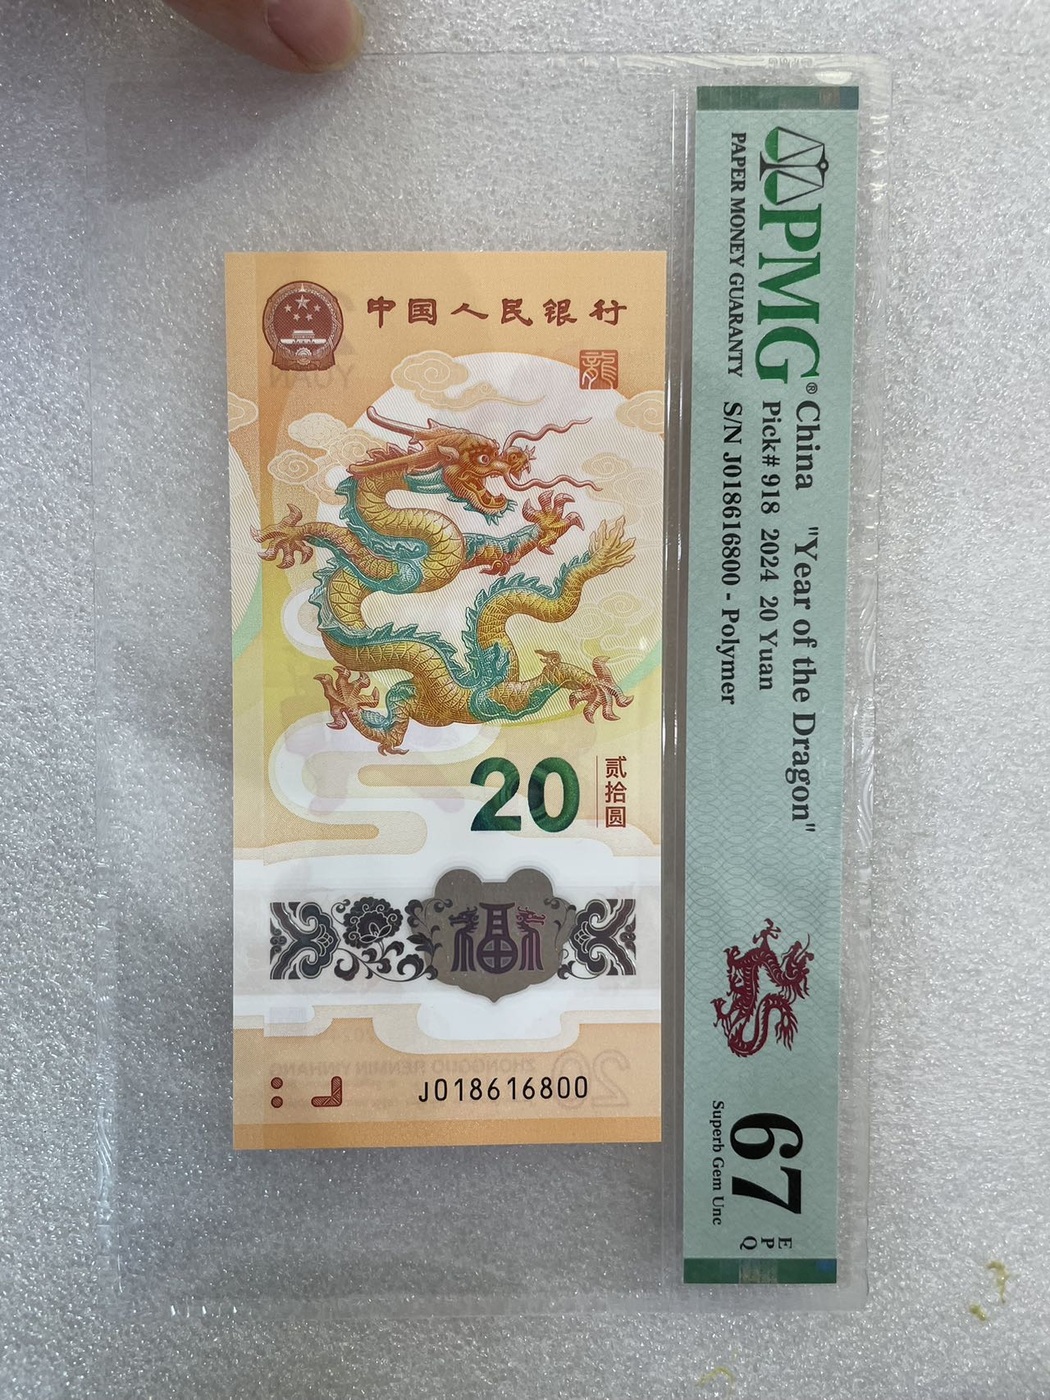 中国人民银行
龍
20
贰拾圆
福
J018616800
PMG®
PAPER MONEY GUARANTY
China "Year of the Dragon"
Pick# 918 2024 20 Yuan
S/N J018616800 - Polymer
67 EPQ
Superb Gem Unc